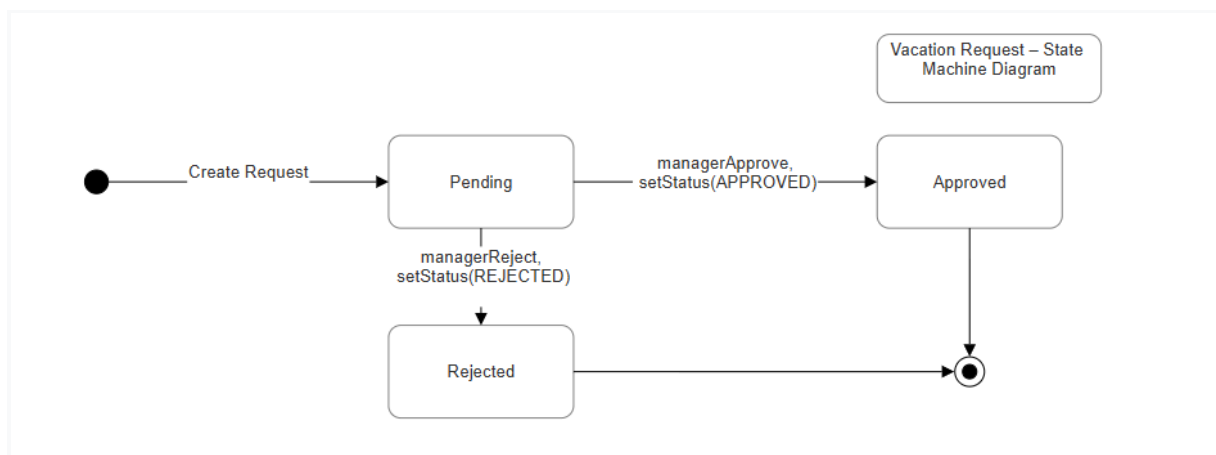 Vacation Request – State
Machine Diagram
Create Request
Pending
managerApprove,
setStatus(APPROVED)
Approved
managerReject,
setStatus(REJECTED)
Rejected